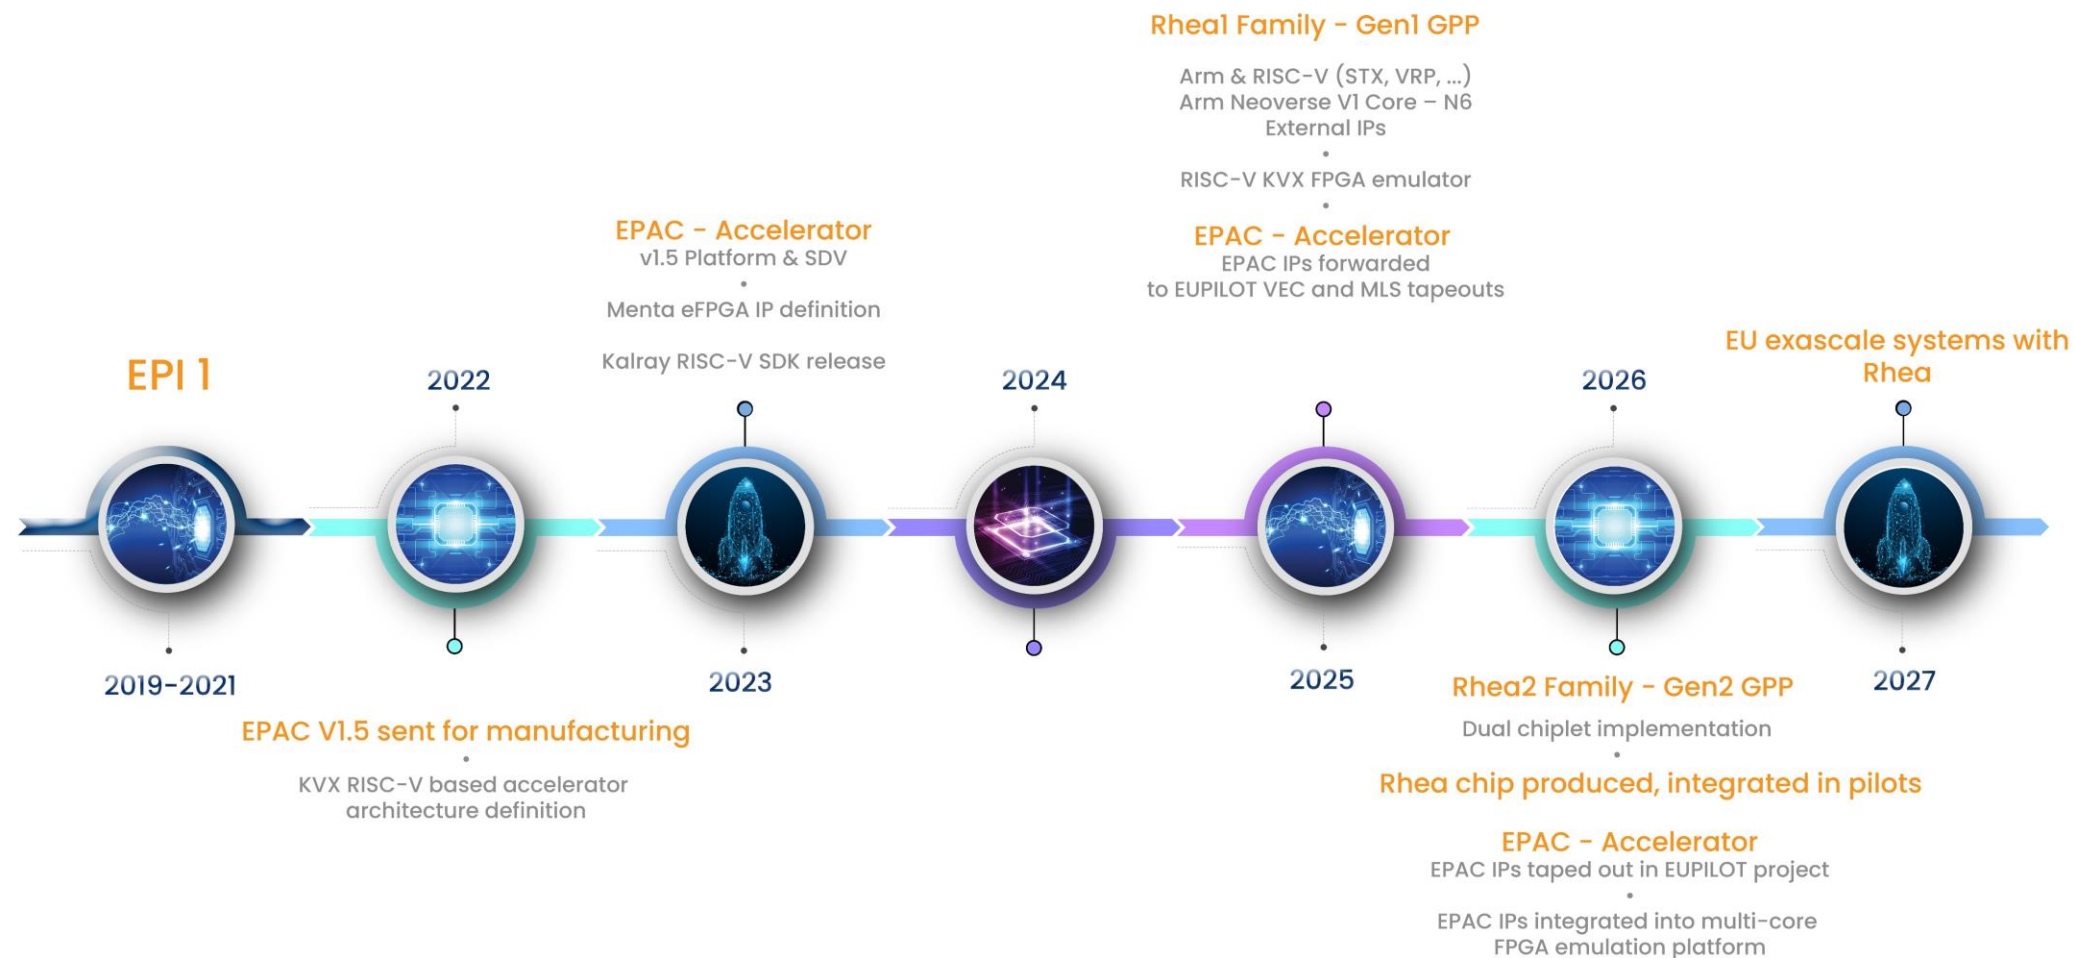 EPI 1
2019-2021
2022
EPAC V1.5 sent for manufacturing
KVX RISC-V based accelerator
architecture definition
EPAC - Accelerator
v1.5 Platform & SDV
Menta eFPGA IP definition
Kalray RISC-V SDK release
2023
2024
Rhea1 Family - Gen1 GPP
Arm & RISC-V (STX, VRP, ...)
Arm Neoverse V1 Core – N6
External IPs
RISC-V KVX FPGA emulator
EPAC - Accelerator
EPAC IPs forwarded
to EUPILOT VEC and MLS tapeouts
2025
2026
Rhea2 Family - Gen2 GPP
Dual chiplet implementation
Rhea chip produced, integrated in pilots
EPAC - Accelerator
EPAC IPs taped out in EUPILOT project
EPAC IPs integrated into multi-core
FPGA emulation platform
EU exascale systems with
Rhea
2027